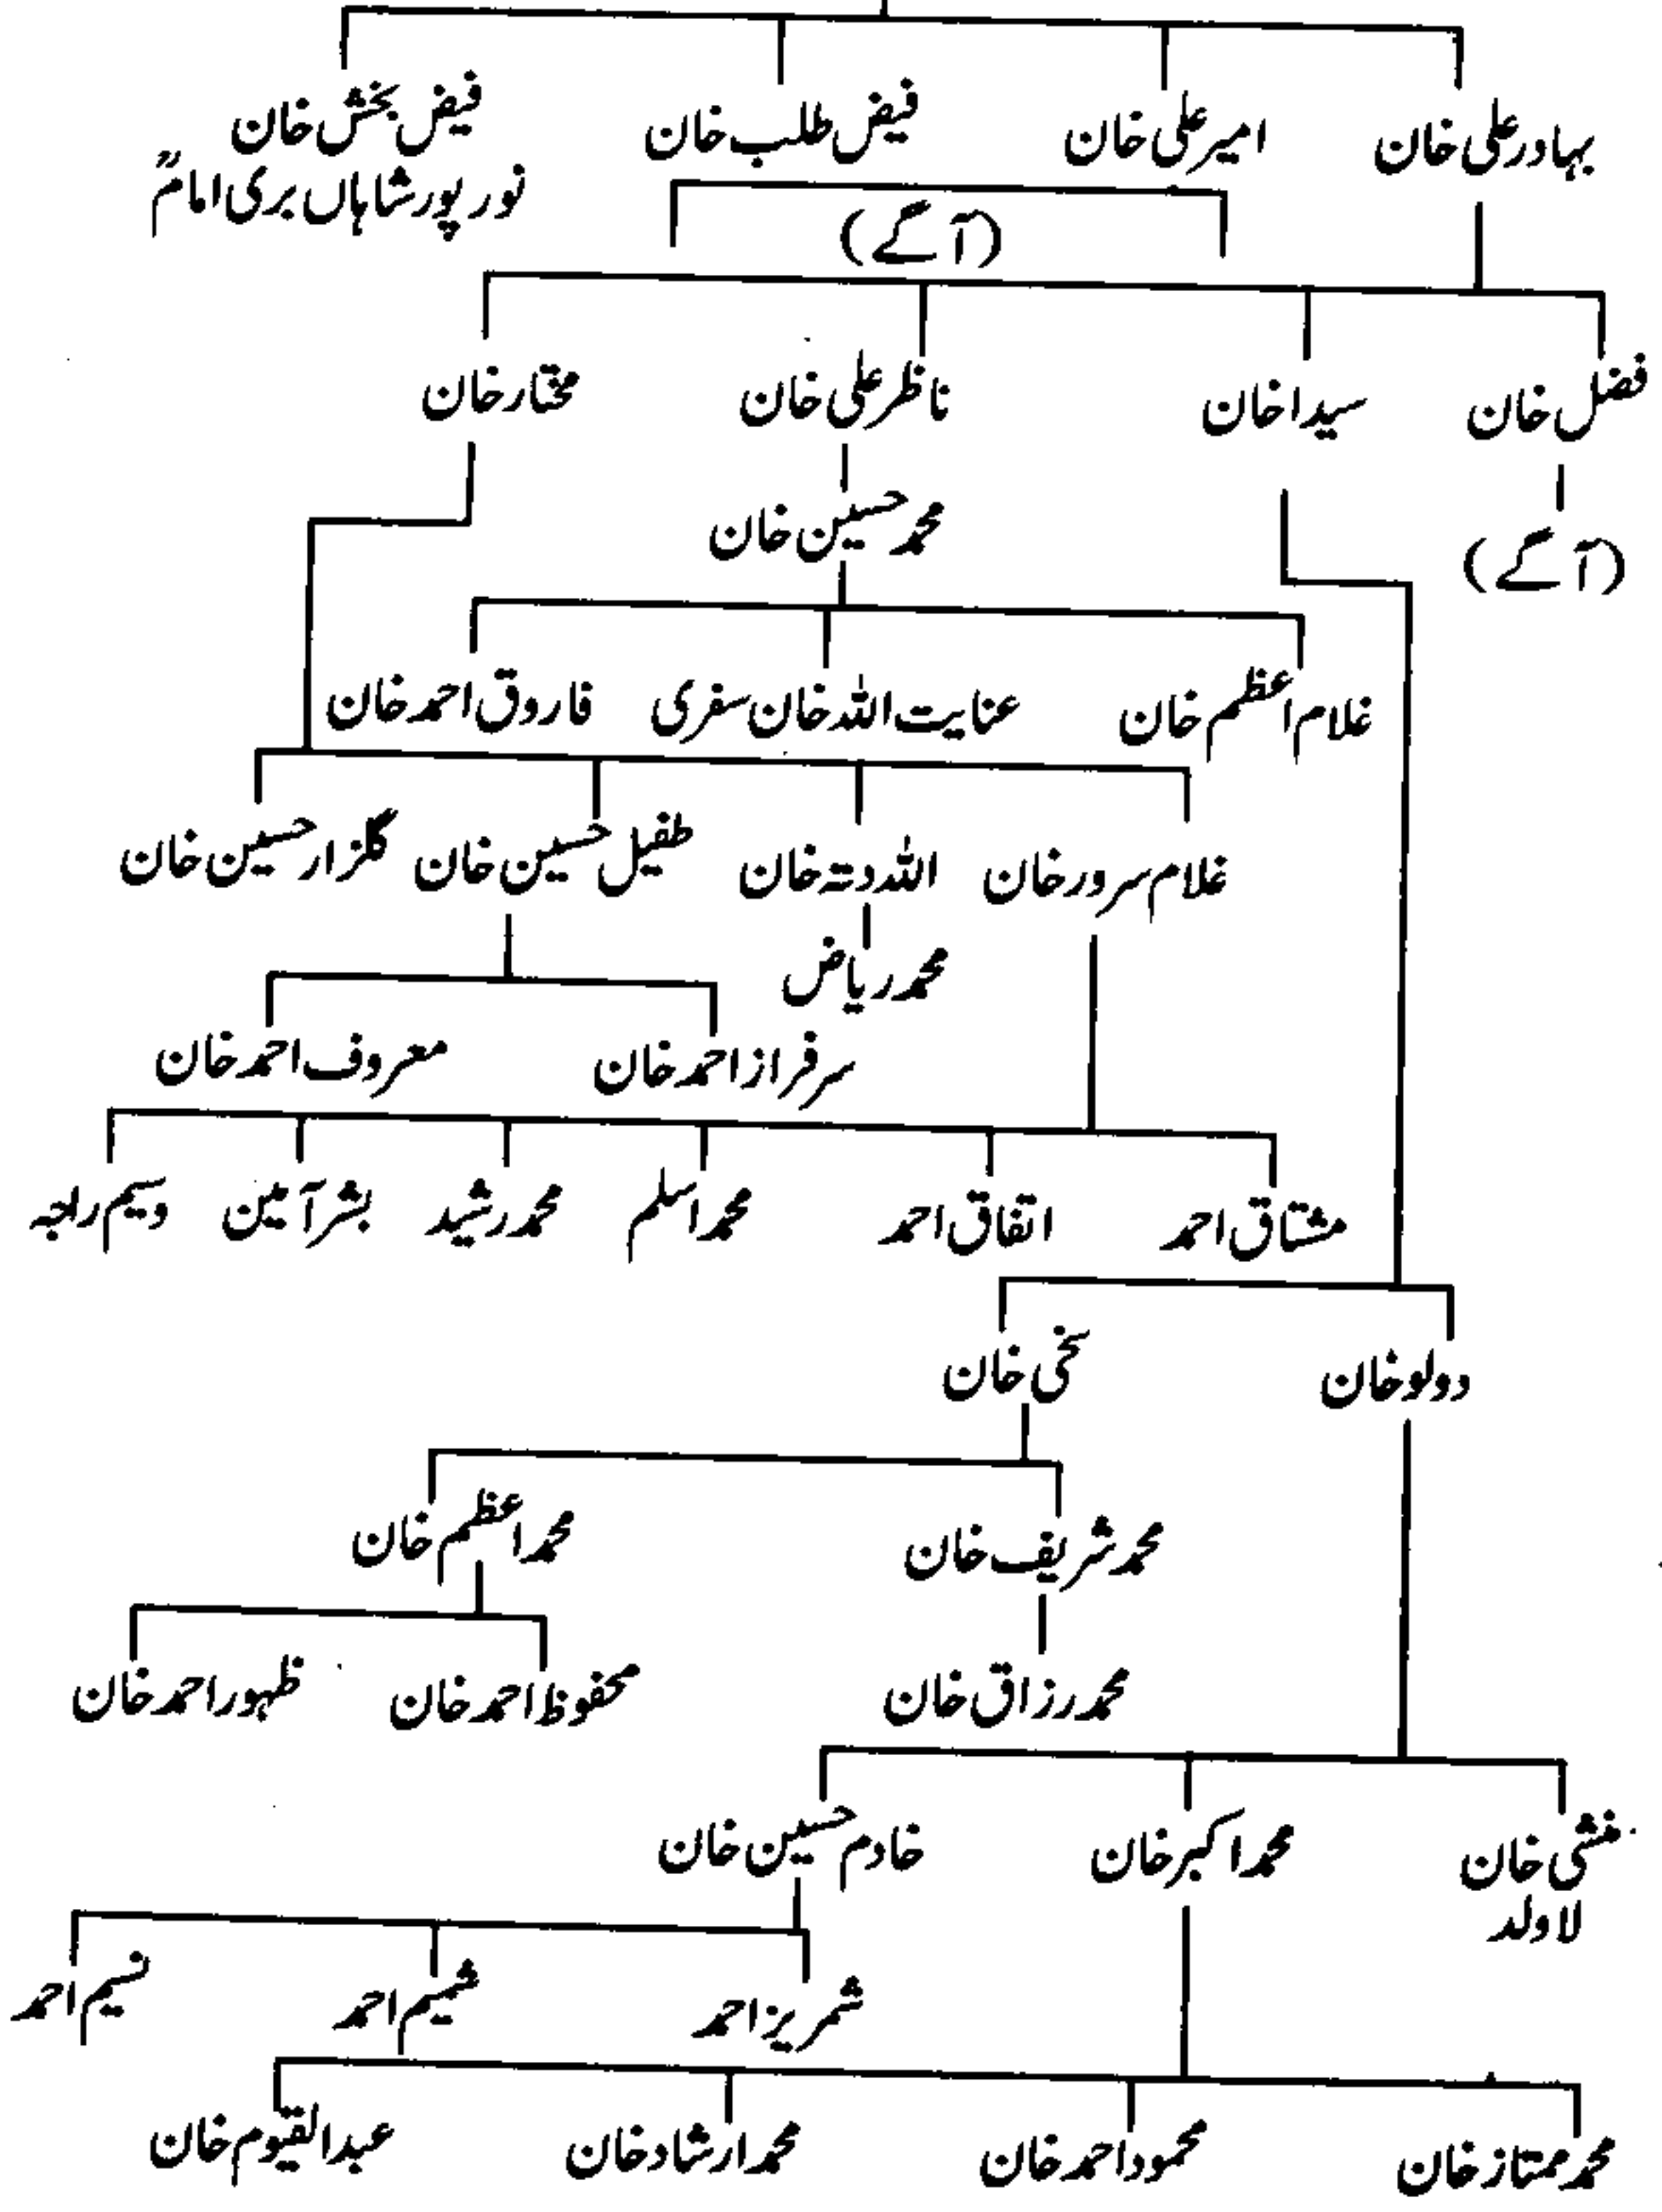 بہادر علی خان امیر علی خان فیض طلب خان فیض بخش خان
نور پور شاہاں بری امامؒ
(آگے)
فضل خان سیدا خان ناظر علی خان مختار خان
محمد حسین خان
(آگے)
غلام اعظم خان عنایت اللہ خان سفری فاروق احمد خان
غلام سرور خان اللہ دتہ خان طفیل حسین خان گلزار حسین خان
محمد ریاض
سرفراز احمد خان معروف احمد خان
مشتاق احمد اتفاق احمد محمد اسلم محمد رشید بشر آمین وسیم راجہ
دولو خان سخی خان
محمد شریف خان محمد اعظم خان
محمد رزاق خان محفوظ احمد خان ظہور احمد خان
منشی خان محمد اکبر خان خادم حسین خان
لاولد
شمریز احمد شمیم احمد نسیم احمد
محمد ممتاز خان محمود احمد خان محمد ارشاد خان عبدالقیوم خان